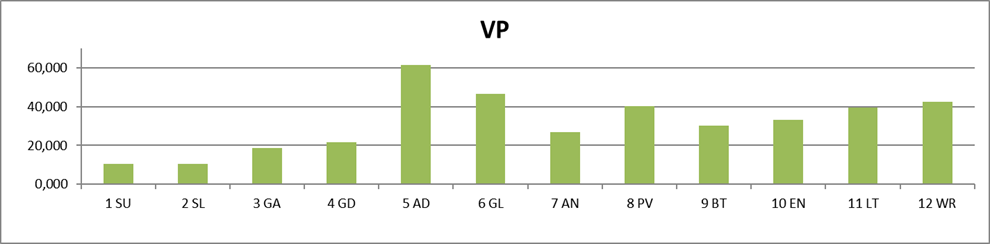 VP
60,000
40,000
20,000
0,000
1 SU 2 SL 3 GA 4 GD 5 AD 6 GL 7 AN 8 PV 9 BT 10 EN 11 LT 12 WR